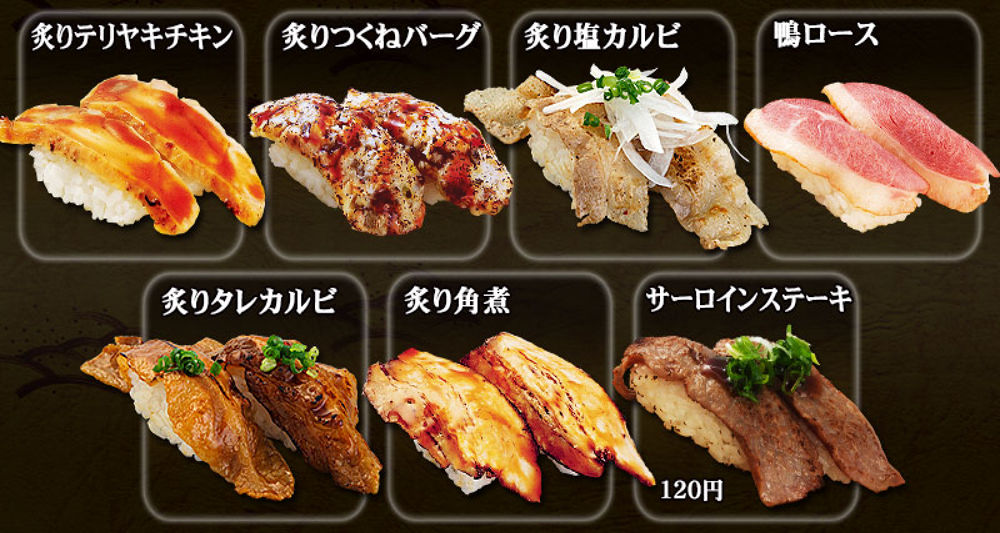 炙りテリヤキチキン
炙りつくねバーグ
炙り塩カルビ
鴨ロース
炙りタレカルビ
炙り角煮
サーロインステーキ
120円